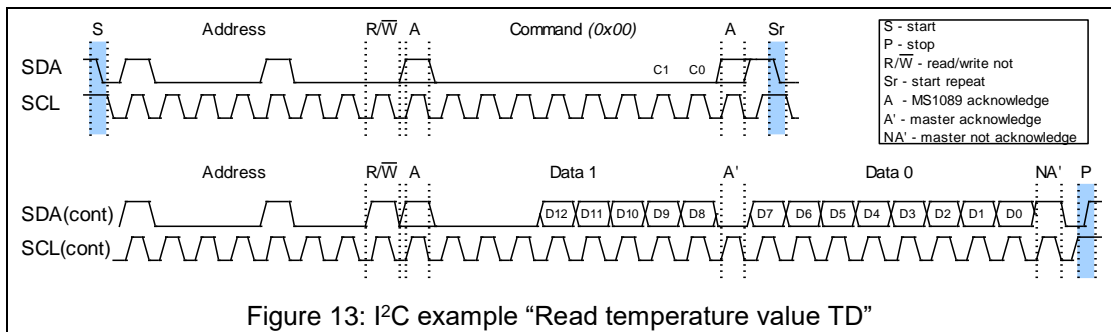 S Address R/W̅ A Command (0x00) A Sr
SDA C1 C0
SCL
S - start
P - stop
R/W̅ - read/write not
Sr - start repeat
A - MS1089 acknowledge
A' - master acknowledge
NA' - master not acknowledge
Address R/W̅ A Data 1 A' Data 0 NA' P
SDA(cont) D12 D11 D10 D9 D8 D7 D6 D5 D4 D3 D2 D1 D0
SCL(cont)
Figure 13: I²C example “Read temperature value TD”